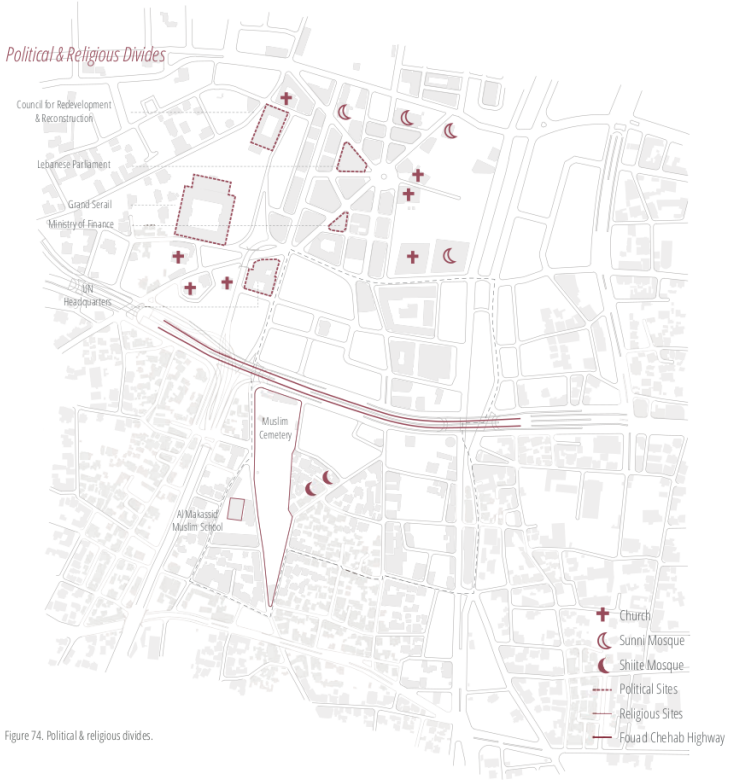 Political & Religious Divides
Council for Redevelopment
& Reconstruction
Lebanese Parliament
Grand Serail
Ministry of Finance
UN
Headquarters
Muslim
Cemetery
Al Makassid
Muslim School
Church
Sunni Mosque
Shiite Mosque
Political Sites
Religious Sites
Fouad Chehab Highway
Figure 74. Political & religious divides.